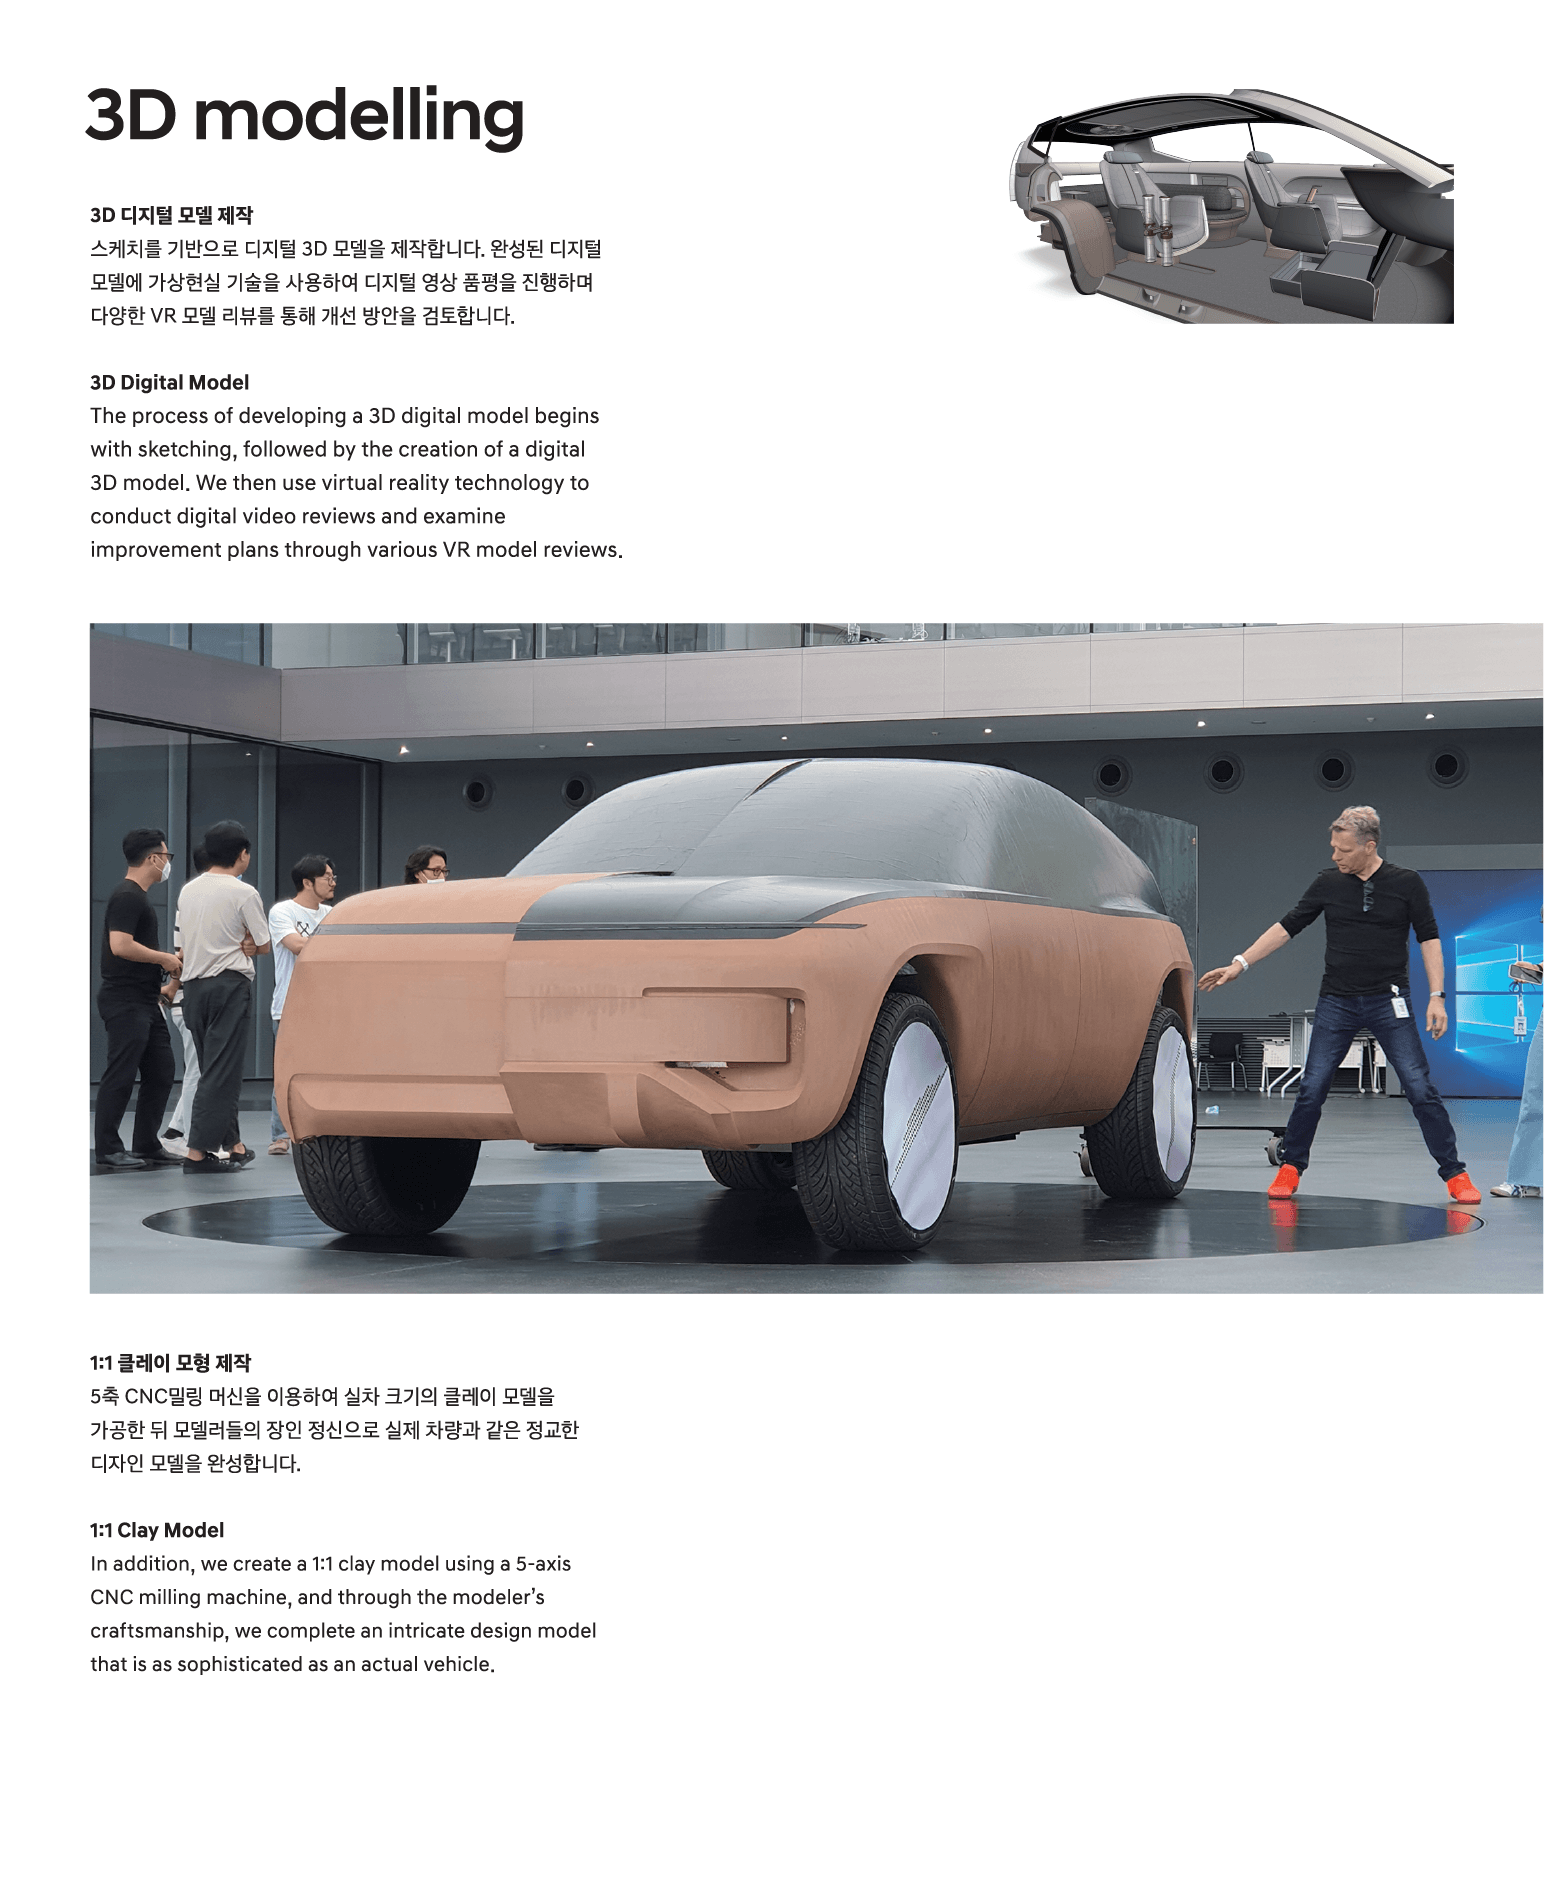 3D modelling
3D 디지털 모델 제작
스케치를 기반으로 디지털 3D 모델을 제작합니다. 완성된 디지털
모델에 가상현실 기술을 사용하여 디지털 영상 품평을 진행하며
다양한 VR 모델 리뷰를 통해 개선 방안을 검토합니다.
3D Digital Model
The process of developing a 3D digital model begins
with sketching, followed by the creation of a digital
3D model. We then use virtual reality technology to
conduct digital video reviews and examine
improvement plans through various VR model reviews.
1:1 클레이 모형 제작
5축 CNC밀링 머신을 이용하여 실차 크기의 클레이 모델을
가공한 뒤 모델러들의 장인 정신으로 실제 차량과 같은 정교한
디자인 모델을 완성합니다.
1:1 Clay Model
In addition, we create a 1:1 clay model using a 5-axis
CNC milling machine, and through the modeler’s
craftsmanship, we complete an intricate design model
that is as sophisticated as an actual vehicle.